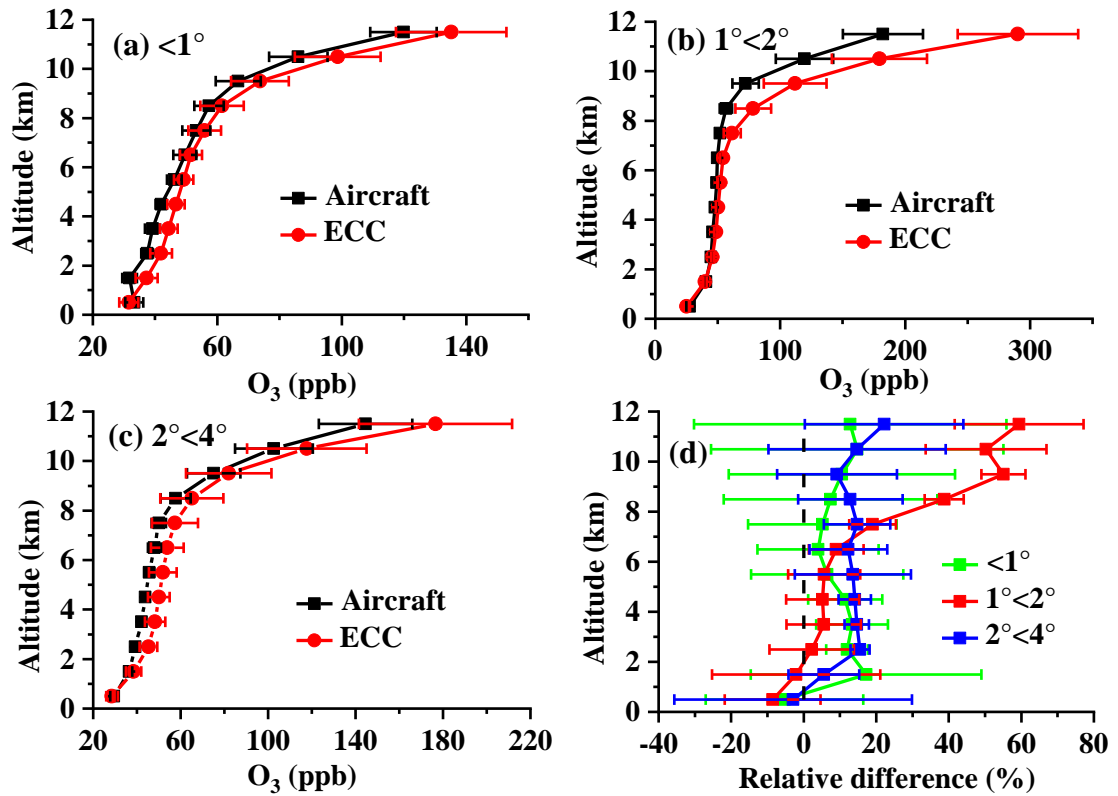 (a) <1°
Altitude (km)
12
10
8
6
4
2
0
Aircraft
ECC
20 60 100 140
O3 (ppb)
(b) 1°<2°
Altitude (km)
12
10
8
6
4
2
0
Aircraft
ECC
0 100 200 300
O3 (ppb)
(c) 2°<4°
Altitude (km)
12
10
8
6
4
2
0
Aircraft
ECC
20 60 100 140 180 220
O3 (ppb)
(d)
Altitude (km)
12
10
8
6
4
2
0
<1°
1°<2°
2°<4°
-40 -20 0 20 40 60 80
Relative difference (%)